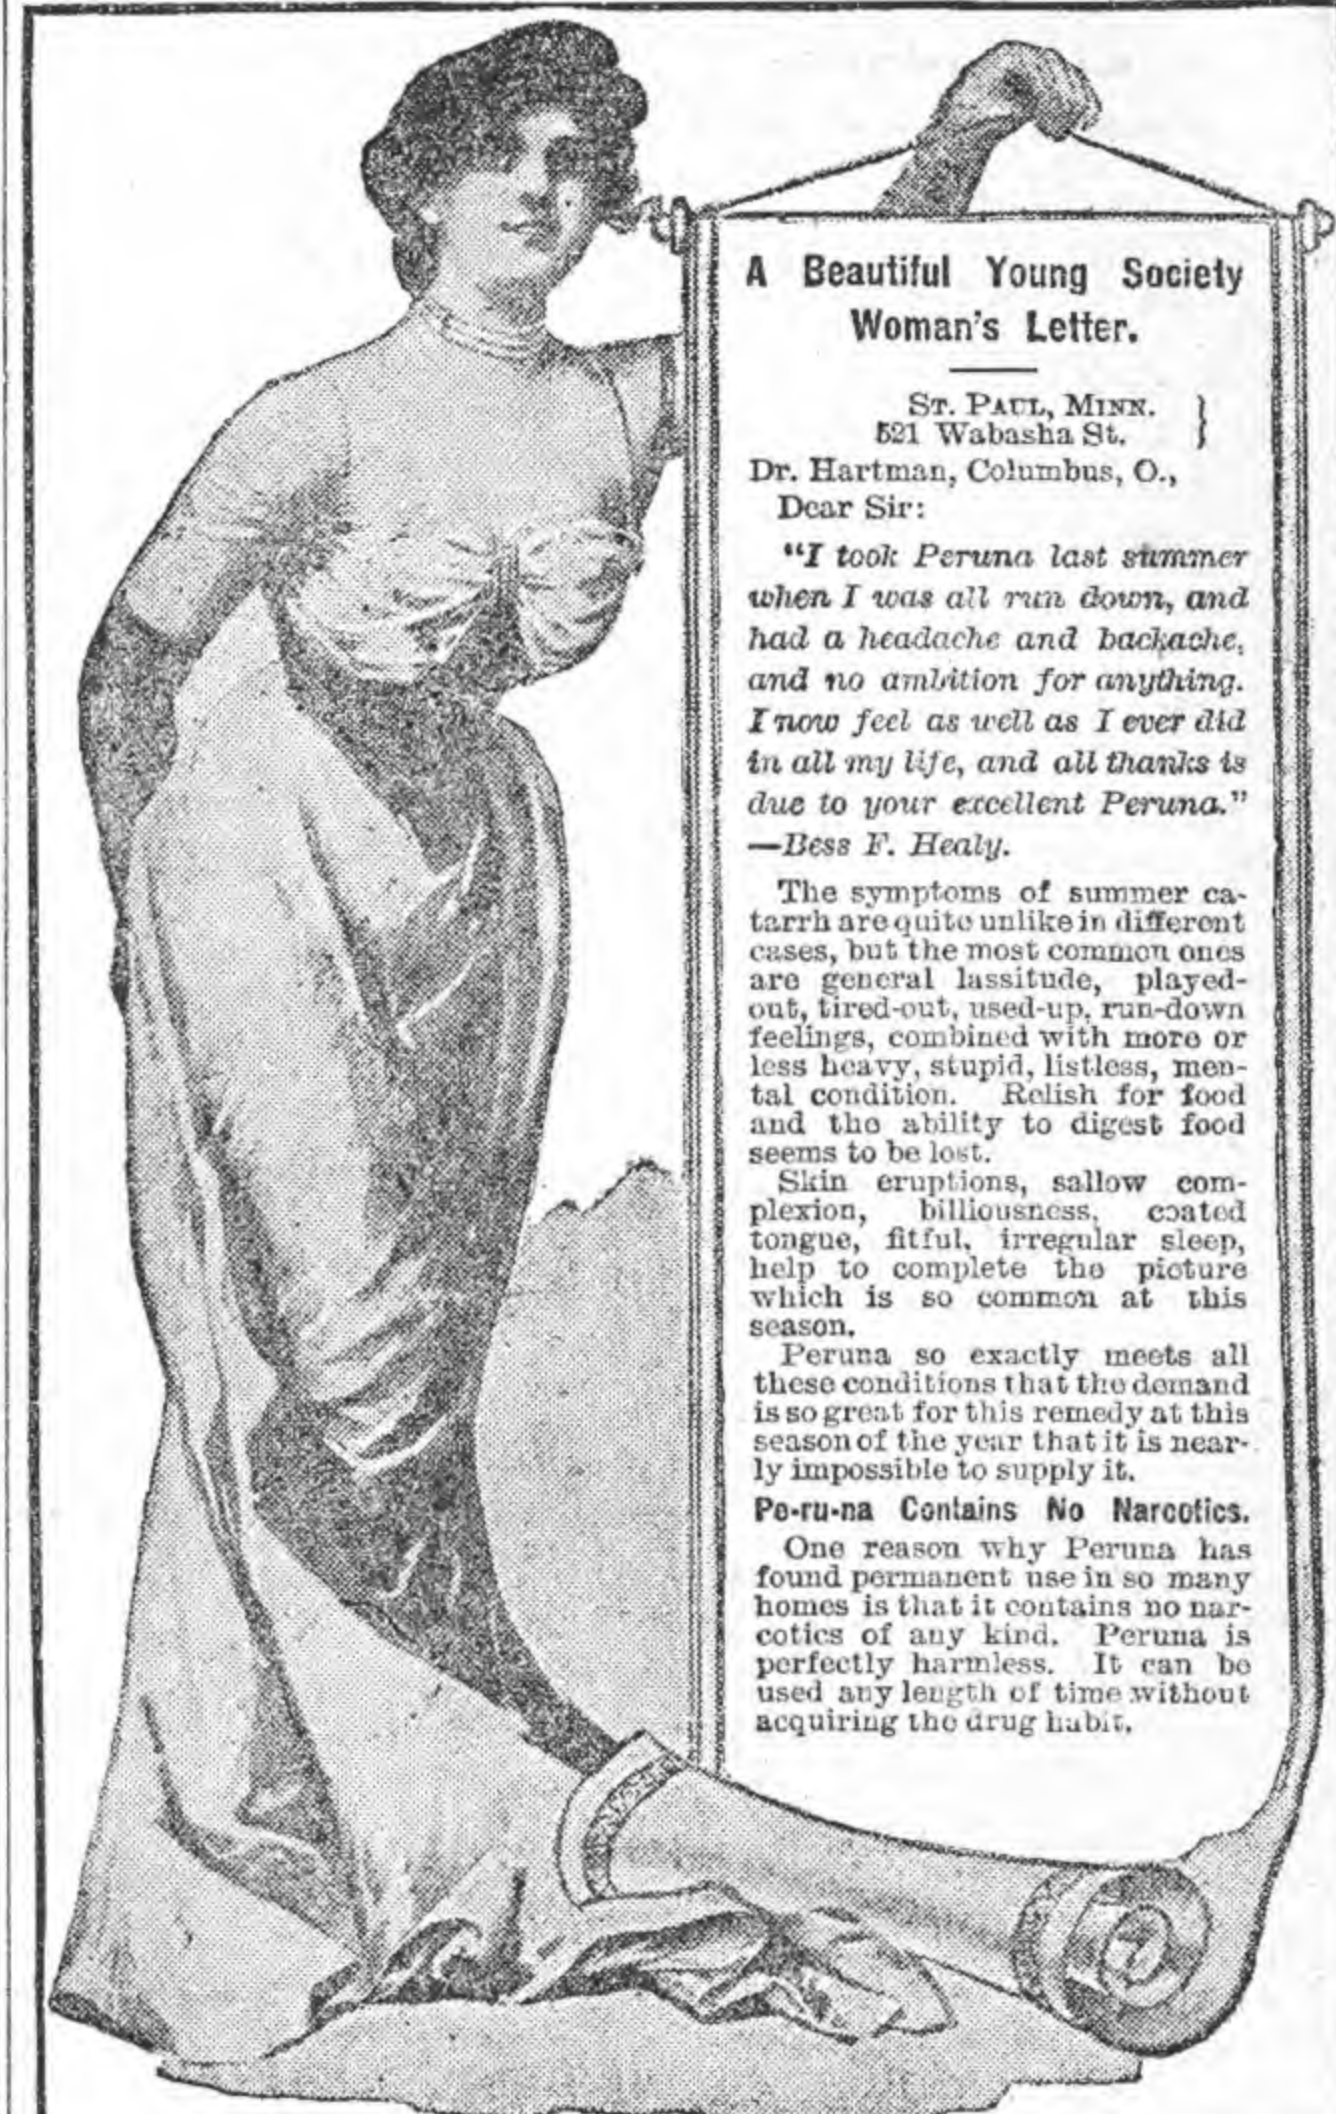 A Beautiful Young Society
Woman's Letter.
ST. PAUL, MINN. }
521 Wabasha St. }
Dr. Hartman, Columbus, O.,
Dear Sir:
"I took Peruna last summer
when I was all run down, and
had a headache and backache,
and no ambition for anything.
I now feel as well as I ever did
in all my life, and all thanks is
due to your excellent Peruna."
—Bess F. Healy.
The symptoms of summer ca-
tarrh are quite unlike in different
cases, but the most common ones
are general lassitude, played-
out, tired-out, used-up, run-down
feelings, combined with more or
less heavy, stupid, listless, men-
tal condition. Relish for food
and the ability to digest food
seems to be lost.
Skin eruptions, sallow com-
plexion, billiousness, coated
tongue, fitful, irregular sleep,
help to complete the picture
which is so common at this
season.
Peruna so exactly meets all
these conditions that the demand
is so great for this remedy at this
season of the year that it is near-
ly impossible to supply it.
Pe-ru-na Contains No Narcotics.
One reason why Peruna has
found permanent use in so many
homes is that it contains no nar-
cotics of any kind. Peruna is
perfectly harmless. It can be
used any length of time without
acquiring the drug habit.